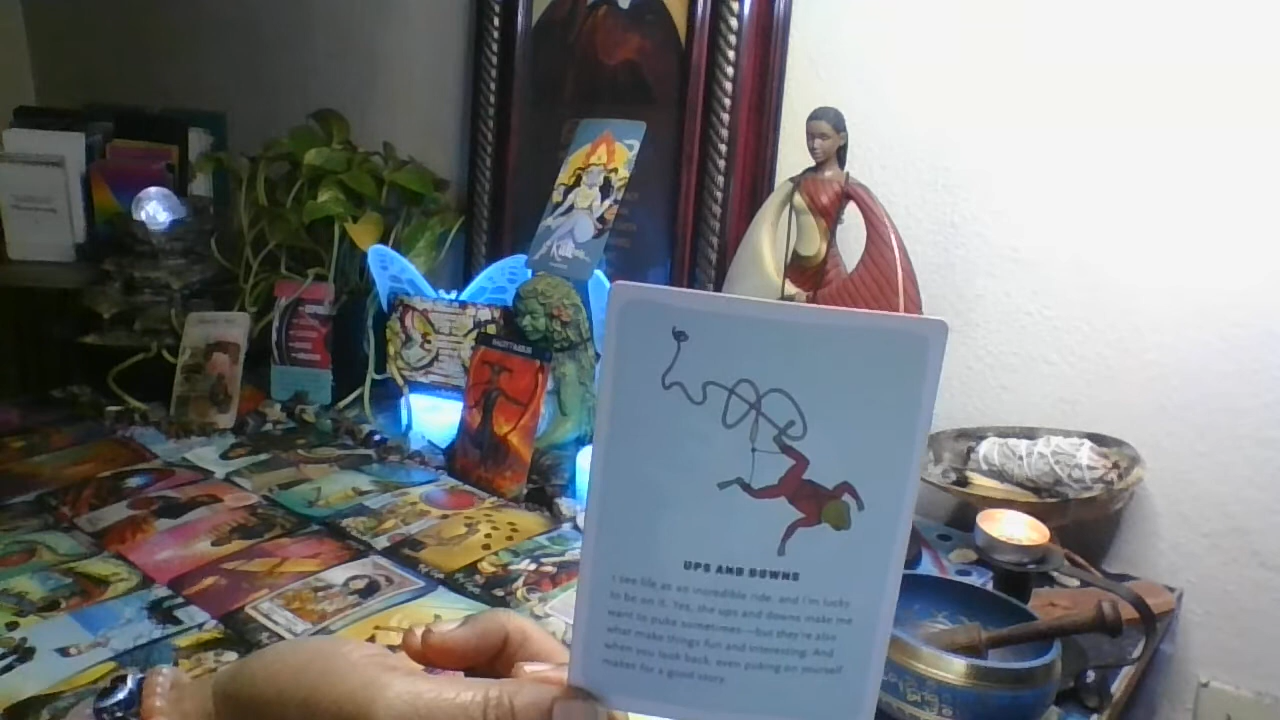 Kali
SAGITTARIUS
UPS AND DOWNS
I see life as an incredible ride, and I'm lucky
to be on it. Yes, the ups and downs make me
want to puke sometimes—but they're also
what make things fun and interesting. And
when you look back, even puking on yourself
makes for a good story.